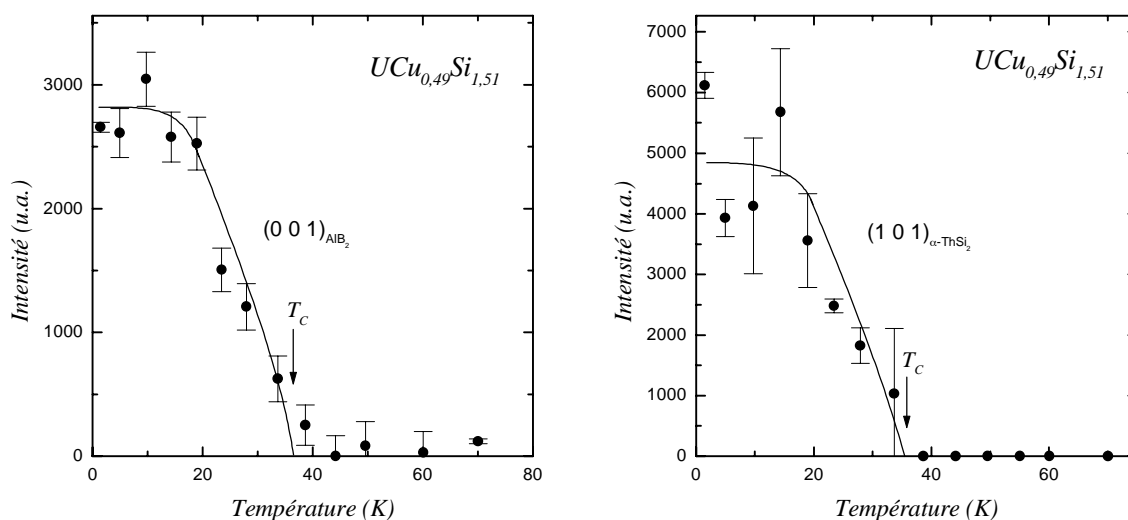 UCu0,49Si1,51
3000
2000
1000
0
Intensité (u.a.)
(0 0 1)AlB2
TC
0 20 40 60 80
Température (K)
UCu0,49Si1,51
7000
6000
5000
4000
3000
2000
1000
0
Intensité (u.a.)
(1 0 1)α-ThSi2
TC
0 20 40 60
Température (K)